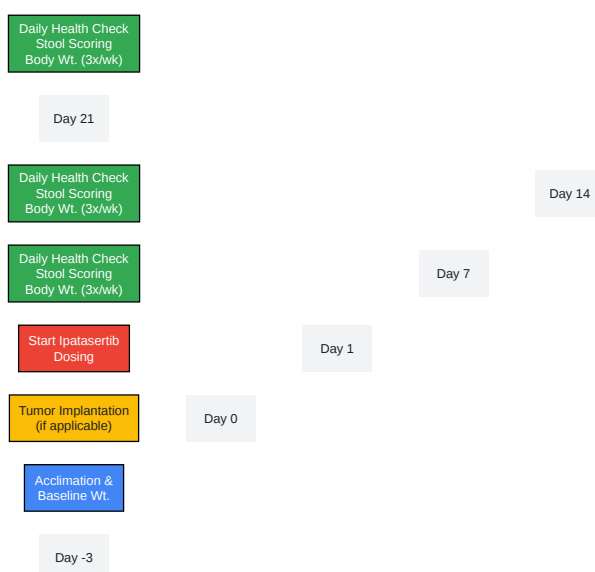 Daily Health Check
Stool Scoring
Body Wt. (3x/wk)
Day 21
Daily Health Check
Stool Scoring
Body Wt. (3x/wk)
Day 14
Daily Health Check
Stool Scoring
Body Wt. (3x/wk)
Day 7
Start Ipatasertib
Dosing
Day 1
Tumor Implantation
(if applicable)
Day 0
Acclimation &
Baseline Wt.
Day -3